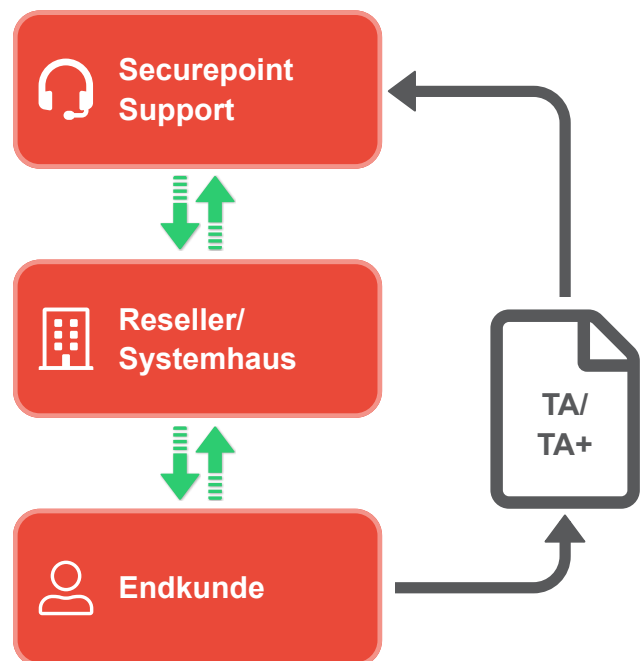 Securepoint
Support
Reseller/
Systemhaus
TA/
TA+
Endkunde